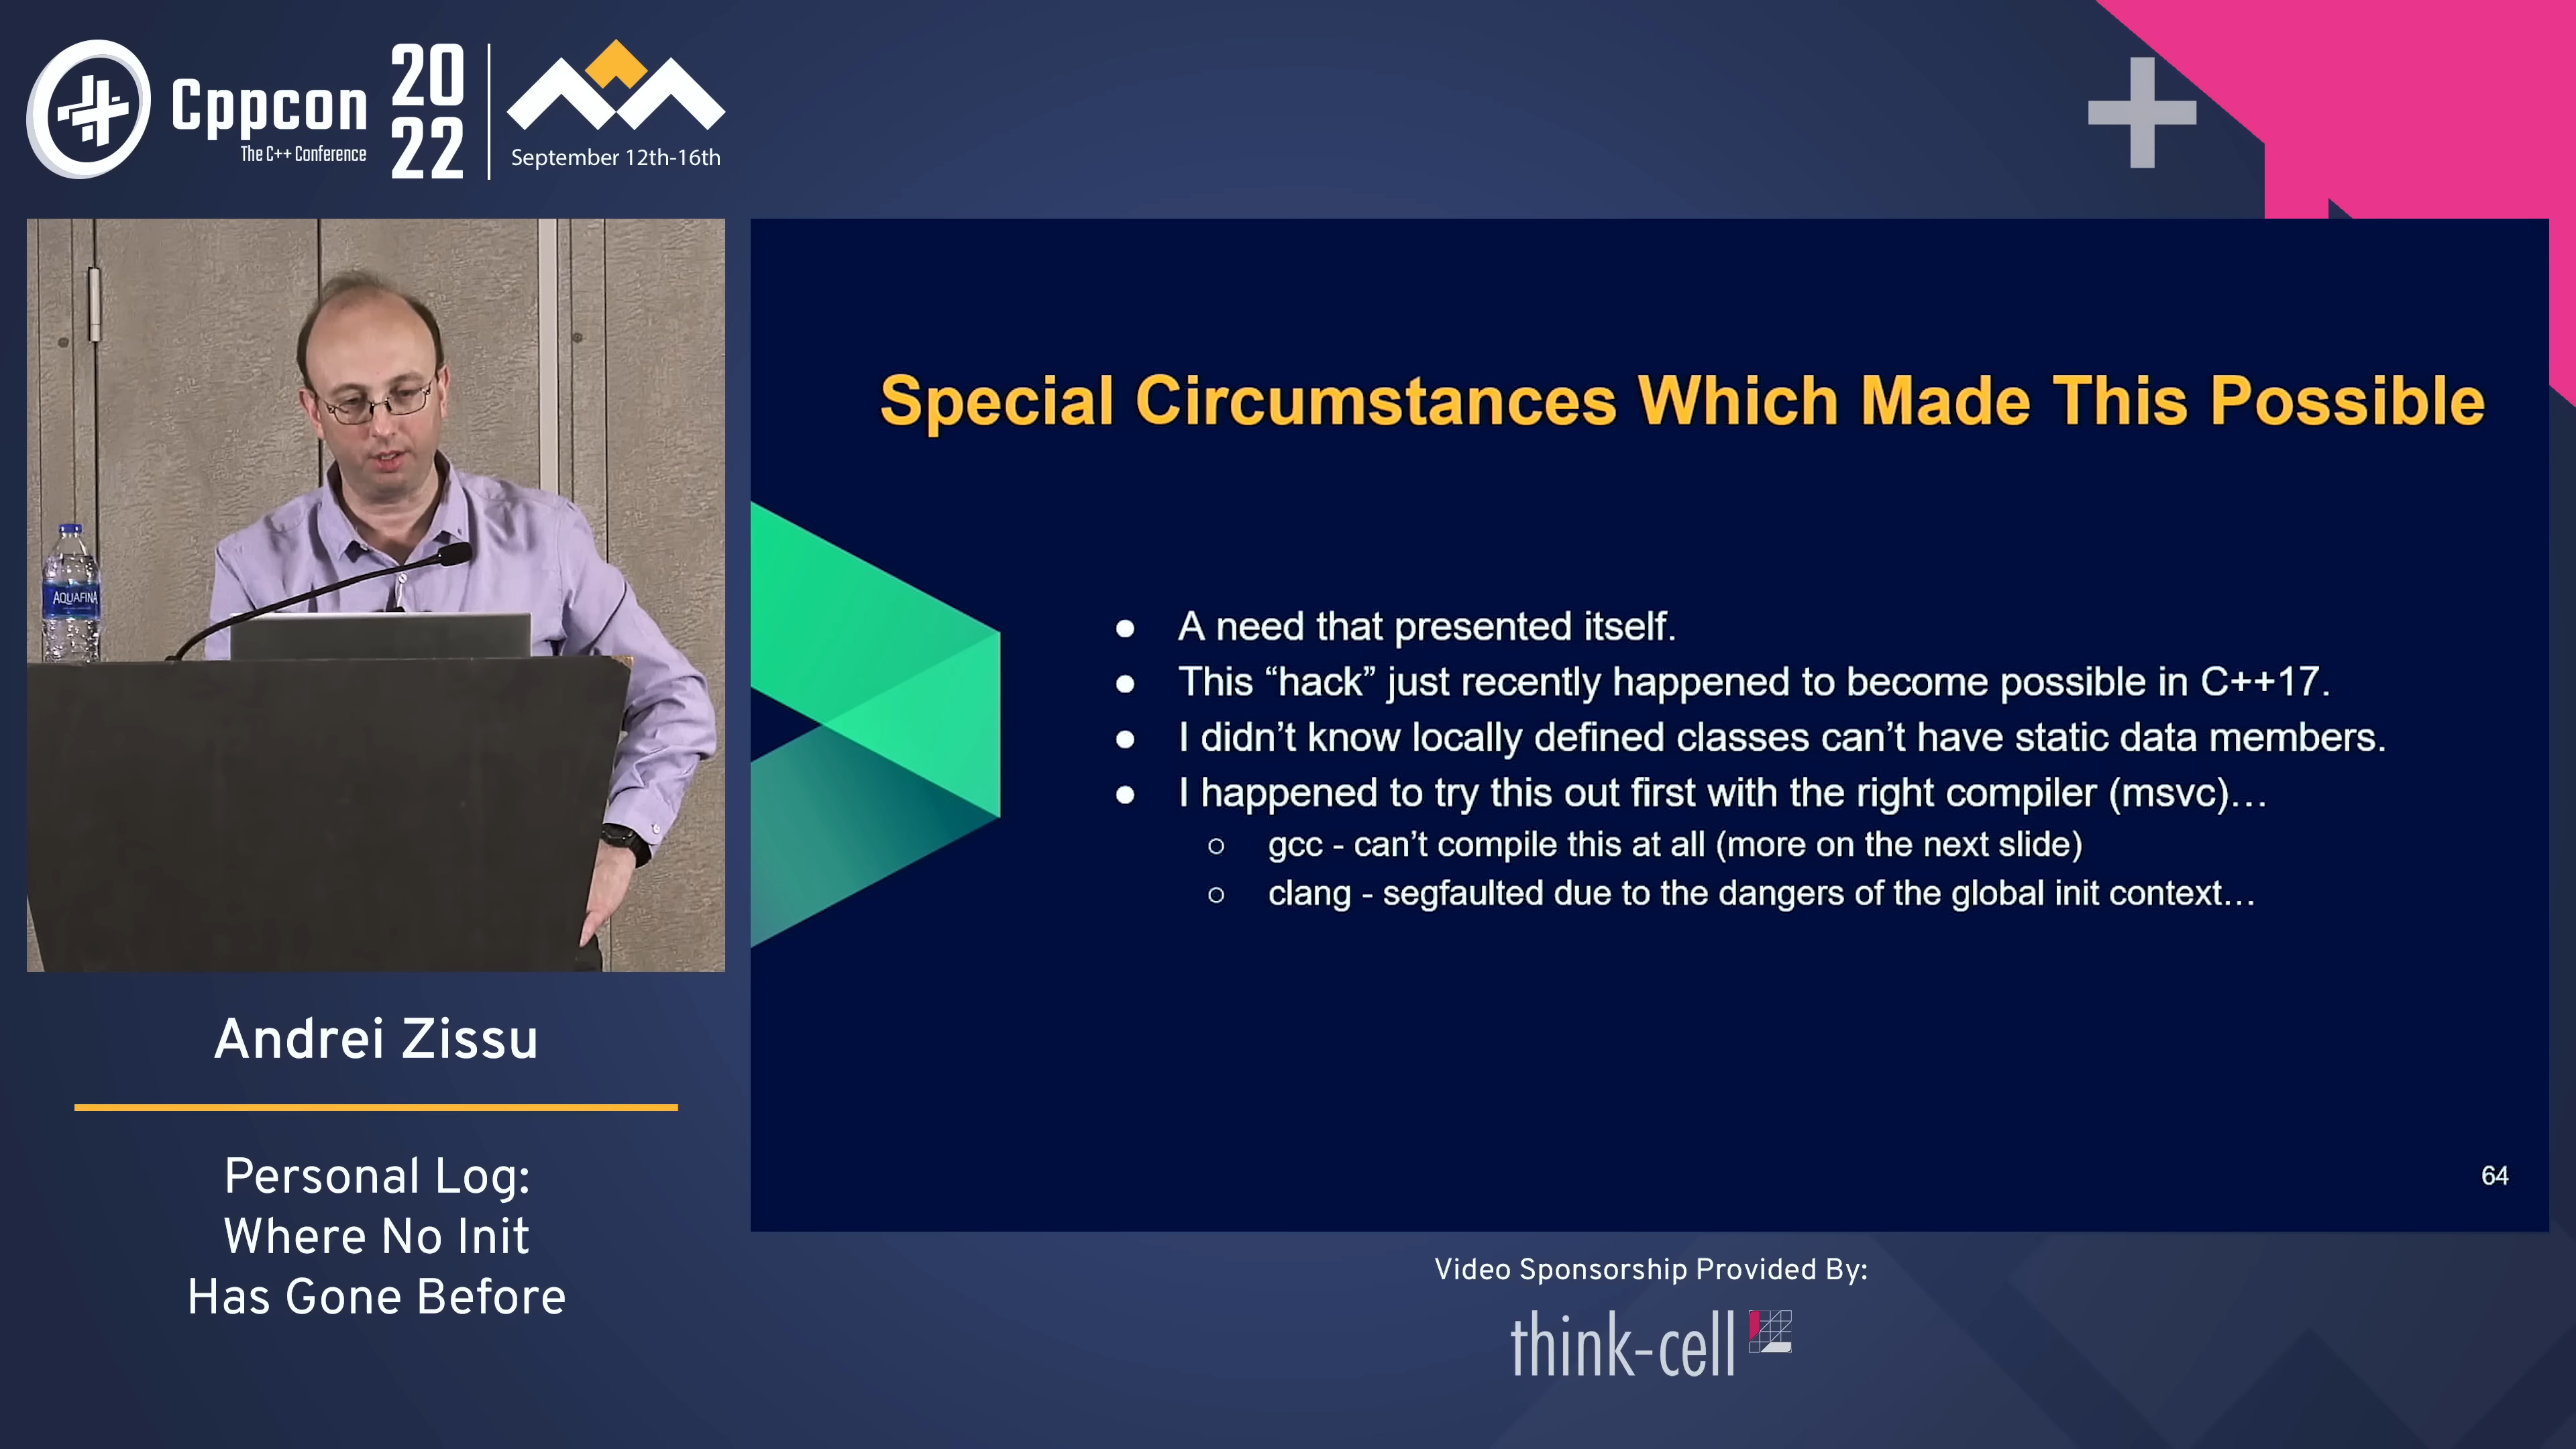 Cppcon
The C++ Conference
20
22
September 12th-16th
AQUAFINA
Special Circumstances Which Made This Possible
● A need that presented itself.
● This “hack” just recently happened to become possible in C++17.
● I didn’t know locally defined classes can’t have static data members.
● I happened to try this out first with the right compiler (msvc)…
○ gcc - can’t compile this at all (more on the next slide)
○ clang - segfaulted due to the dangers of the global init context…
64
Andrei Zissu
Personal Log:
Where No Init
Has Gone Before
Video Sponsorship Provided By:
think-cell